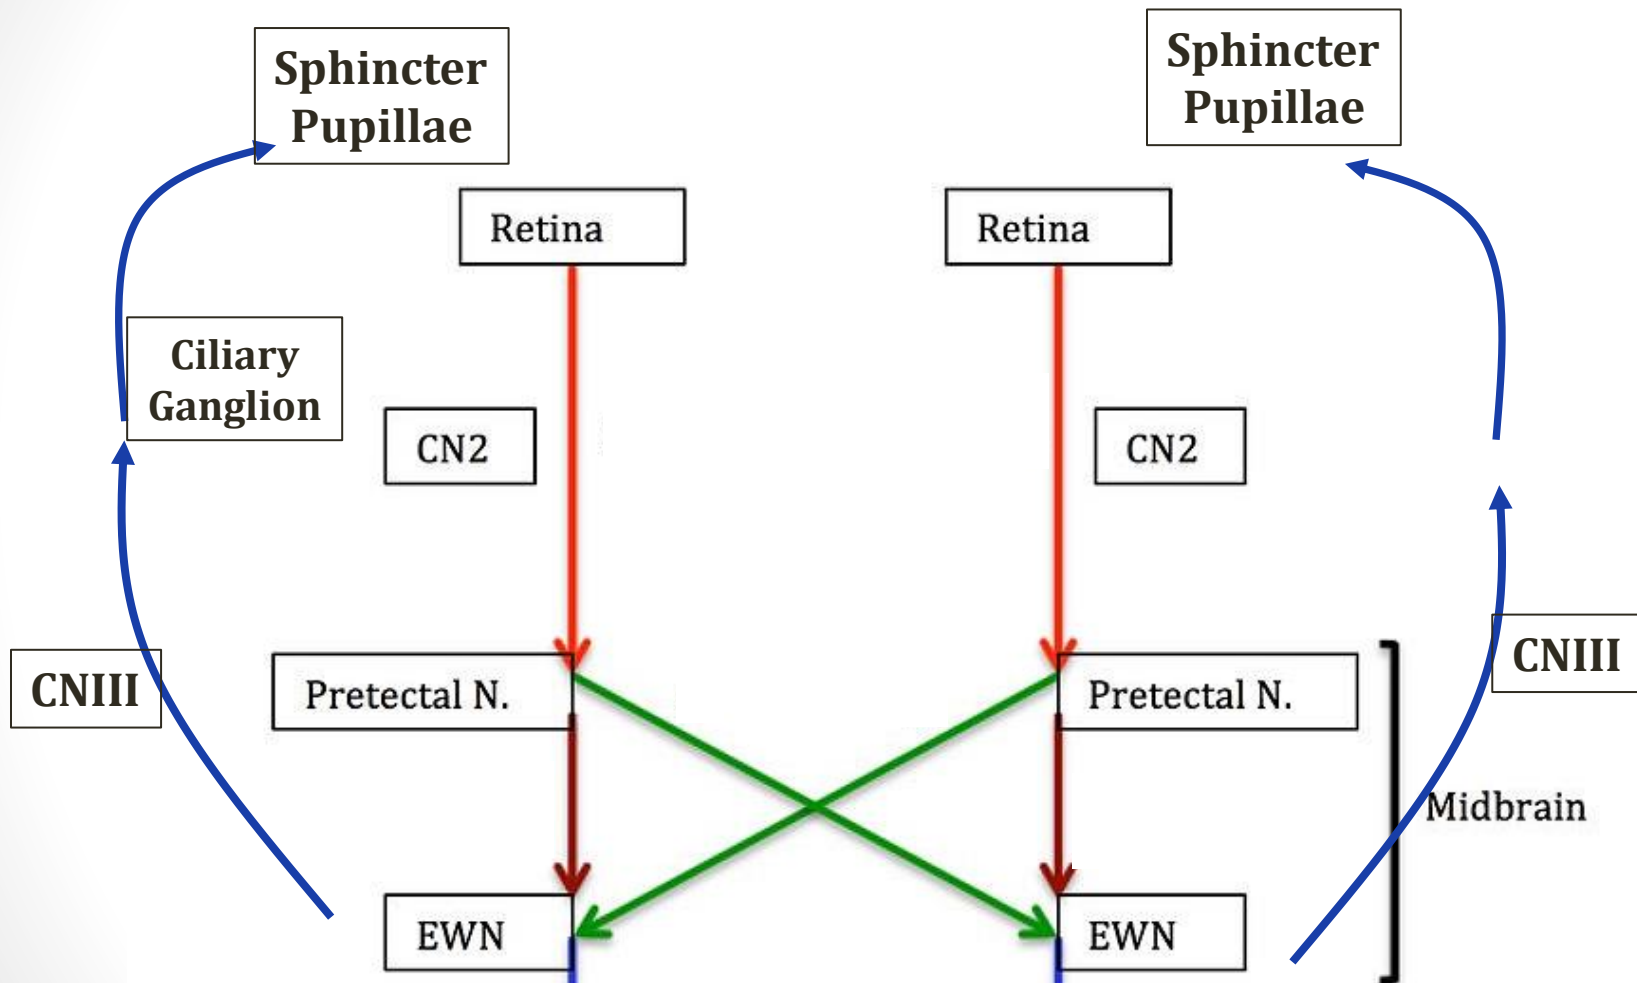 Sphincter
Pupillae
Sphincter
Pupillae
Retina
Retina
Ciliary
Ganglion
CN2
CN2
CNIII
Pretectal N.
Pretectal N.
CNIII
Midbrain
EWN
EWN